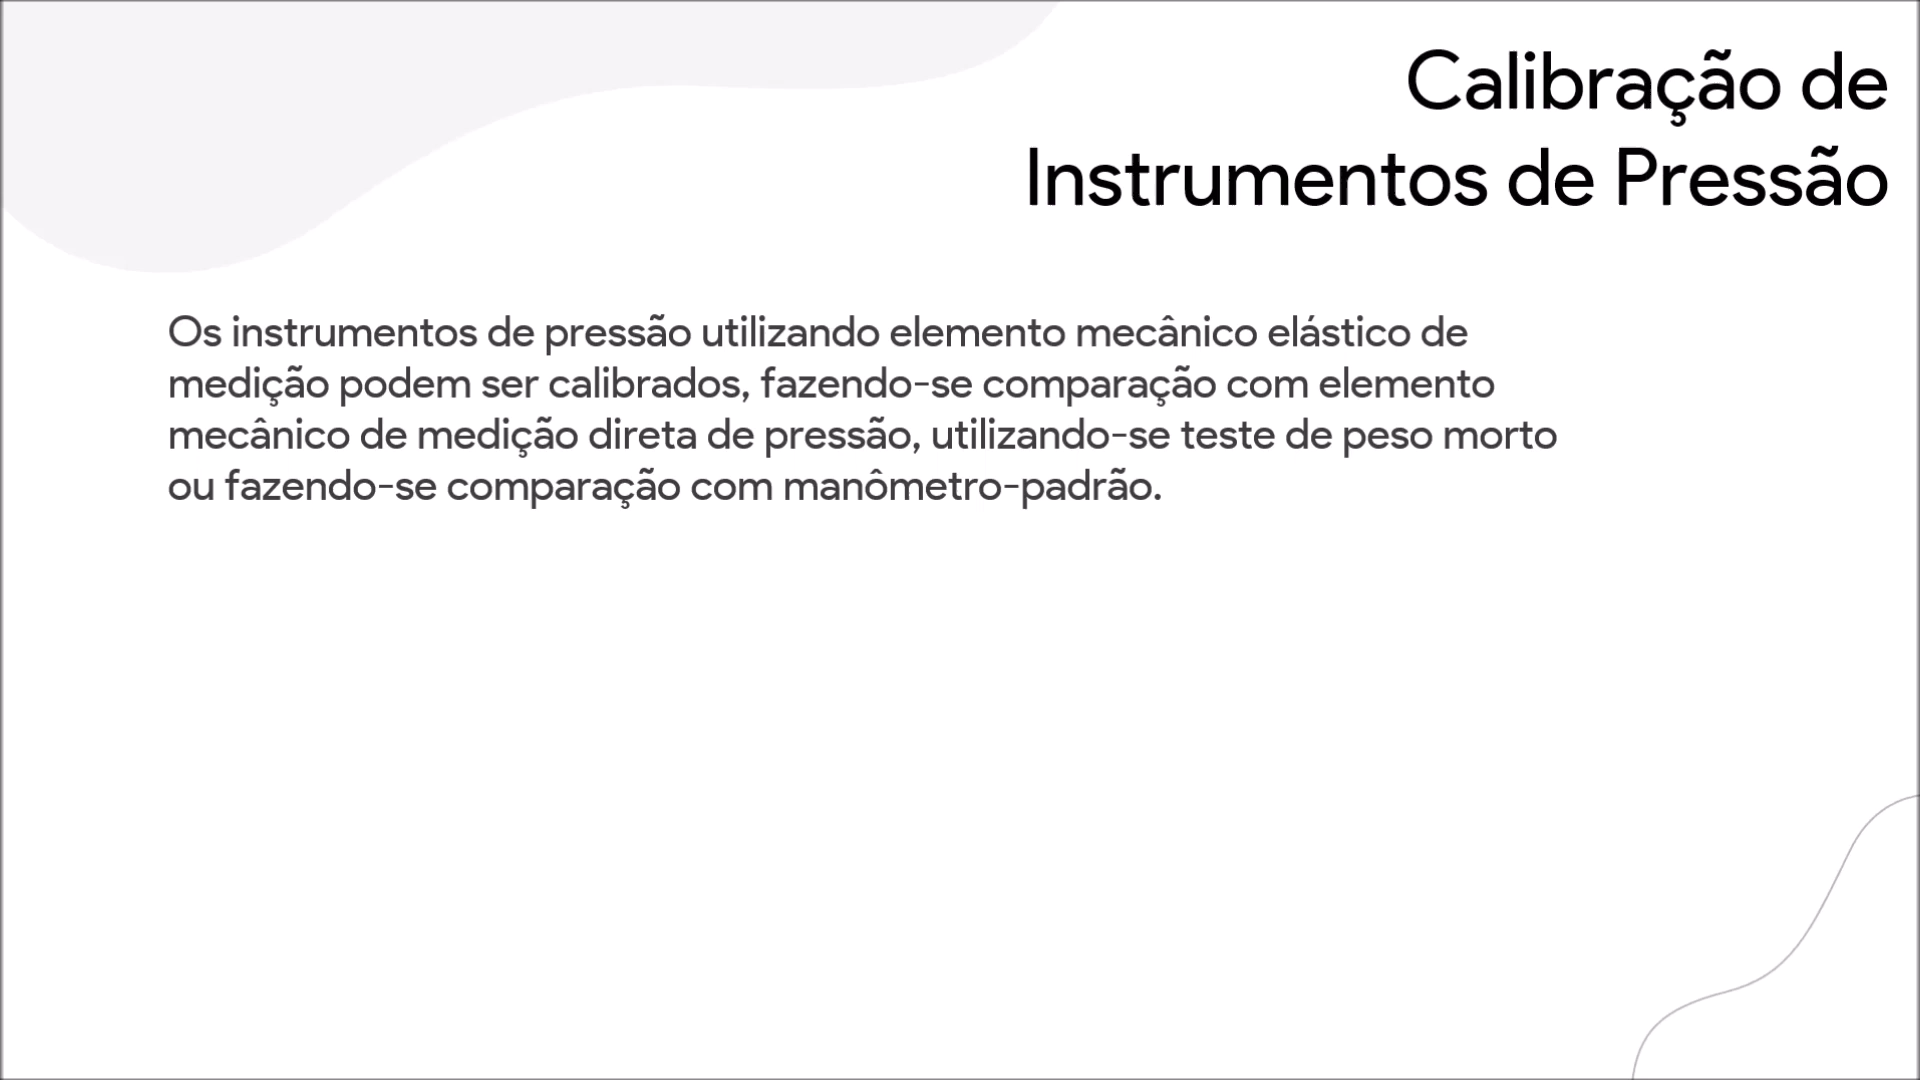 Calibração de
Instrumentos de Pressão
Os instrumentos de pressão utilizando elemento mecânico elástico de
medição podem ser calibrados, fazendo-se comparação com elemento
mecânico de medição direta de pressão, utilizando-se teste de peso morto
ou fazendo-se comparação com manômetro-padrão.